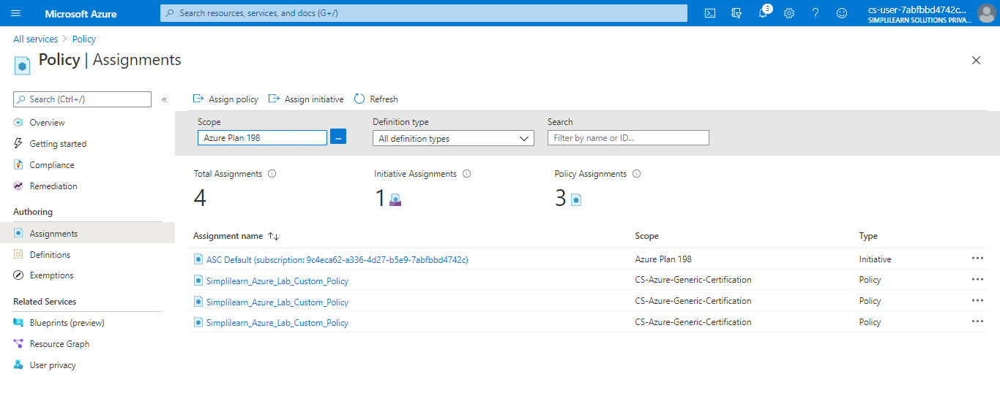 Microsoft Azure
Search resources, services, and docs (G+/)
3
cs-user-7abfbbd4742c...
SIMPLILEARN SOLUTIONS PRIVA...
All services > Policy
Policy | Assignments
Search (Ctrl+/)
«
Overview
Getting started
Compliance
Remediation
Authoring
Assignments
Definitions
Exemptions
Related Services
Blueprints (preview)
Resource Graph
User privacy
Assign policy Assign initiative Refresh
Scope Definition type Search
Azure Plan 198 ... All definition types Filter by name or ID...
Total Assignments Initiative Assignments Policy Assignments
4 1 3
Assignment name Scope Type
ASC Default (subscription: 9c4eca62-a336-4d27-b5e9-7abfbbd4742c) Azure Plan 198 Initiative
Simplilearn_Azure_Lab_Custom_Policy CS-Azure-Generic-Certification Policy
Simplilearn_Azure_Lab_Custom_Policy CS-Azure-Generic-Certification Policy
Simplilearn_Azure_Lab_Custom_Policy CS-Azure-Generic-Certification Policy